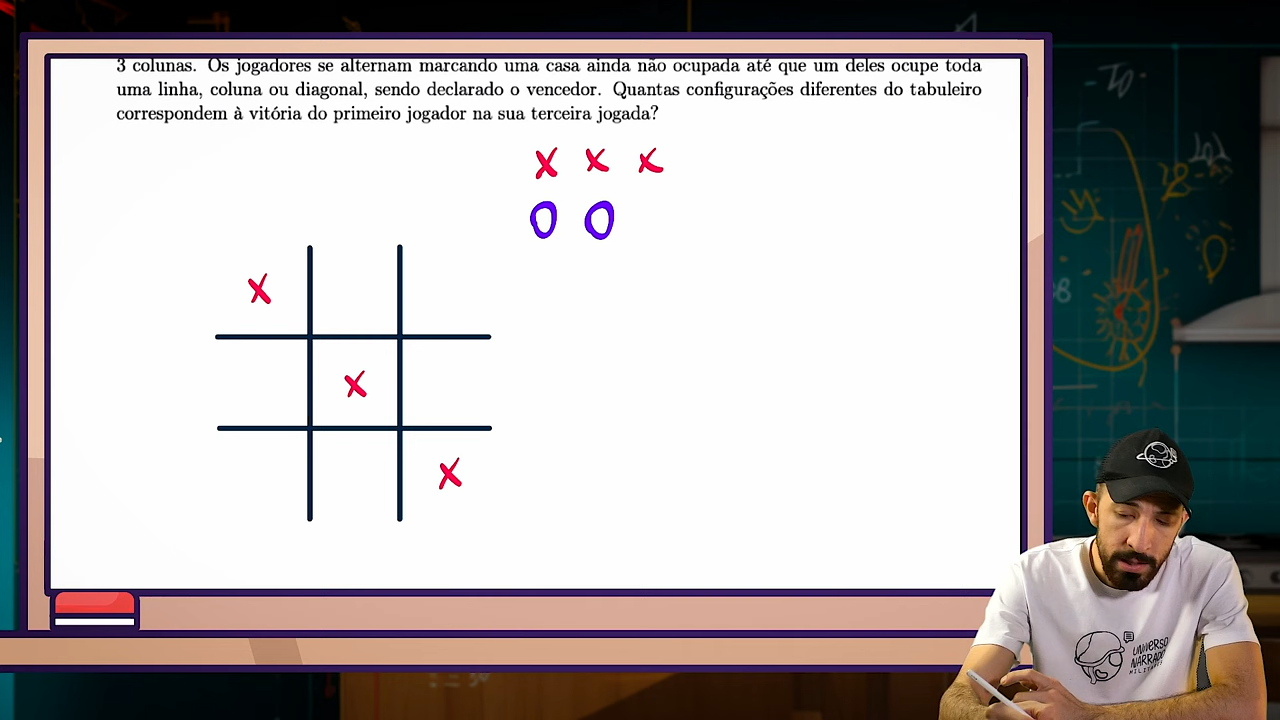 3 colunas. Os jogadores se alternam marcando uma casa ainda não ocupada até que um deles ocupe toda
uma linha, coluna ou diagonal, sendo declarado o vencedor. Quantas configurações diferentes do tabuleiro
correspondem à vitória do primeiro jogador na sua terceira jogada?
X X X
O O
X
X
X
UNIVERSO
NARRADO